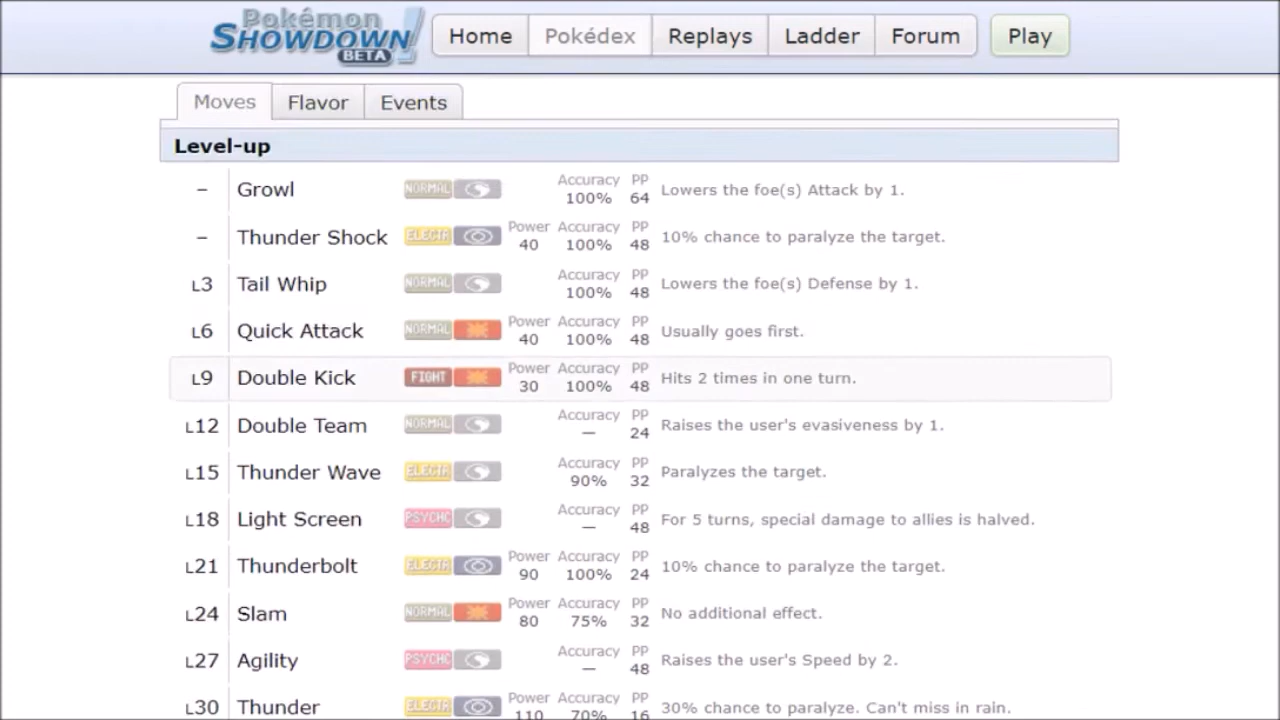 Pokémon
Showdown!
BETA
Home
Pokédex
Replays
Ladder
Forum
Play
Moves
Flavor
Events
Level-up
– Growl NORMAL Accuracy 100% PP 64 Lowers the foe(s) Attack by 1.
– Thunder Shock ELECTR Power 40 Accuracy 100% PP 48 10% chance to paralyze the target.
L3 Tail Whip NORMAL Accuracy 100% PP 48 Lowers the foe(s) Defense by 1.
L6 Quick Attack NORMAL Power 40 Accuracy 100% PP 48 Usually goes first.
L9 Double Kick FIGHT Power 30 Accuracy 100% PP 48 Hits 2 times in one turn.
L12 Double Team NORMAL Accuracy — PP 24 Raises the user's evasiveness by 1.
L15 Thunder Wave ELECTR Accuracy 90% PP 32 Paralyzes the target.
L18 Light Screen PSYCHC Accuracy — PP 48 For 5 turns, special damage to allies is halved.
L21 Thunderbolt ELECTR Power 90 Accuracy 100% PP 24 10% chance to paralyze the target.
L24 Slam NORMAL Power 80 Accuracy 75% PP 32 No additional effect.
L27 Agility PSYCHC Accuracy — PP 48 Raises the user's Speed by 2.
L30 Thunder ELECTR Power 110 Accuracy 70% PP 16 30% chance to paralyze. Can't miss in rain.